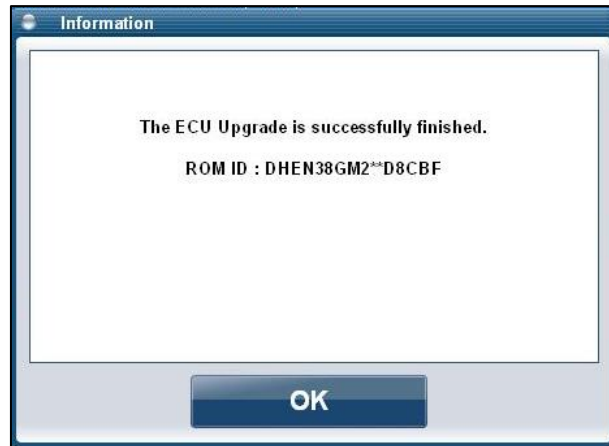 Information
The ECU Upgrade is successfully finished.
ROM ID : DHEN38GM2**D8CBF
OK